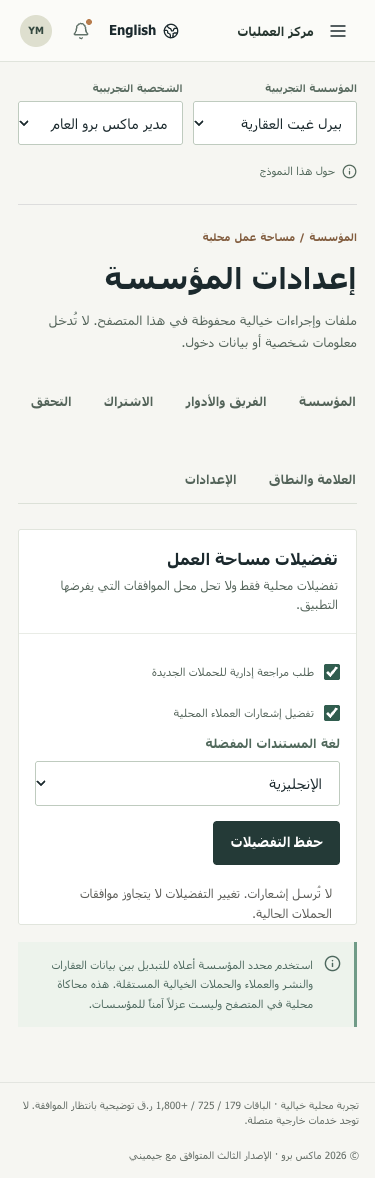 مركز العمليات
English
YM
المؤسسة التجريبية
الشخصية التجريبية
بيرل غيت العقارية
مدير ماكس برو العام
حول هذا النموذج
المؤسسة / مساحة عمل محلية
إعدادات المؤسسة
ملفات وإجراءات خيالية محفوظة في هذا المتصفح. لا تُدخل
معلومات شخصية أو بيانات دخول.
المؤسسة
الفريق والأدوار
الاشتراك
التحقق
العلامة والنطاق
الإعدادات
تفضيلات مساحة العمل
تفضيلات محلية فقط ولا تحل محل الموافقات التي يفرضها
التطبيق.
طلب مراجعة إدارية للحملات الجديدة
تفضيل إشعارات العملاء المحلية
لغة المستندات المفضلة
الإنجليزية
حفظ التفضيلات
لا تُرسل إشعارات. تغيير التفضيلات لا يتجاوز موافقات
الحملات الحالية.
استخدم محدد المؤسسة أعلاه للتبديل بين بيانات العقارات
والنشر والعملاء والحملات الخيالية المستقلة. هذه محاكاة
محلية في المتصفح وليست عزلاً آمناً للمؤسسات.
تجربة محلية خيالية · الباقات 179 / 725 / +1,800 ر.ق توضيحية بانتظار الموافقة. لا
توجد خدمات خارجية متصلة.
© 2026 ماكس برو · الإصدار الثالث المتوافق مع جيميني